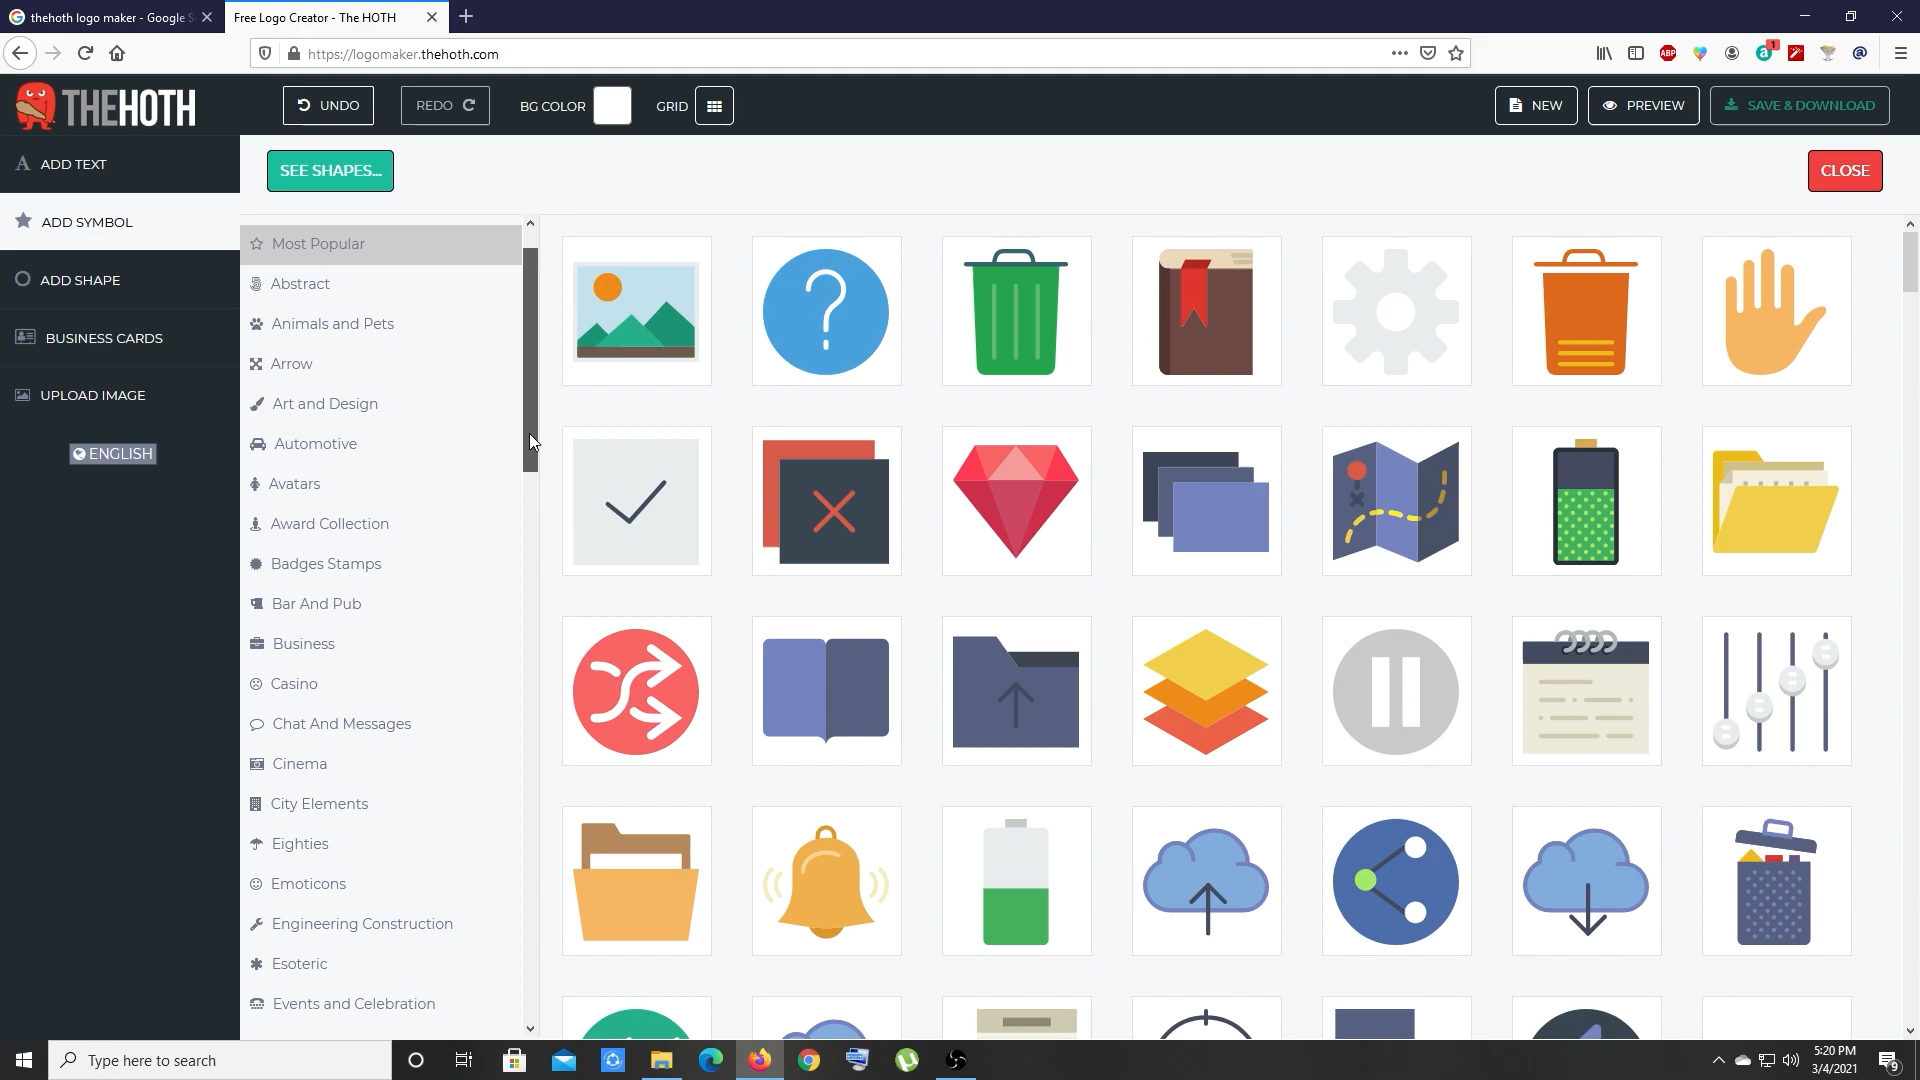 thehoth logo maker - Google S
Free Logo Creator - The HOTH
https://logomaker.thehoth.com
ABP
1
THEHOTH
UNDO
REDO
BG COLOR
GRID
NEW
PREVIEW
SAVE & DOWNLOAD
ADD TEXT
ADD SYMBOL
ADD SHAPE
BUSINESS CARDS
UPLOAD IMAGE
ENGLISH
SEE SHAPES...
CLOSE
Most Popular
Abstract
Animals and Pets
Arrow
Art and Design
Automotive
Avatars
Award Collection
Badges Stamps
Bar And Pub
Business
Casino
Chat And Messages
Cinema
City Elements
Eighties
Emoticons
Engineering Construction
Esoteric
Events and Celebration
Type here to search
5:20 PM
3/4/2021
9